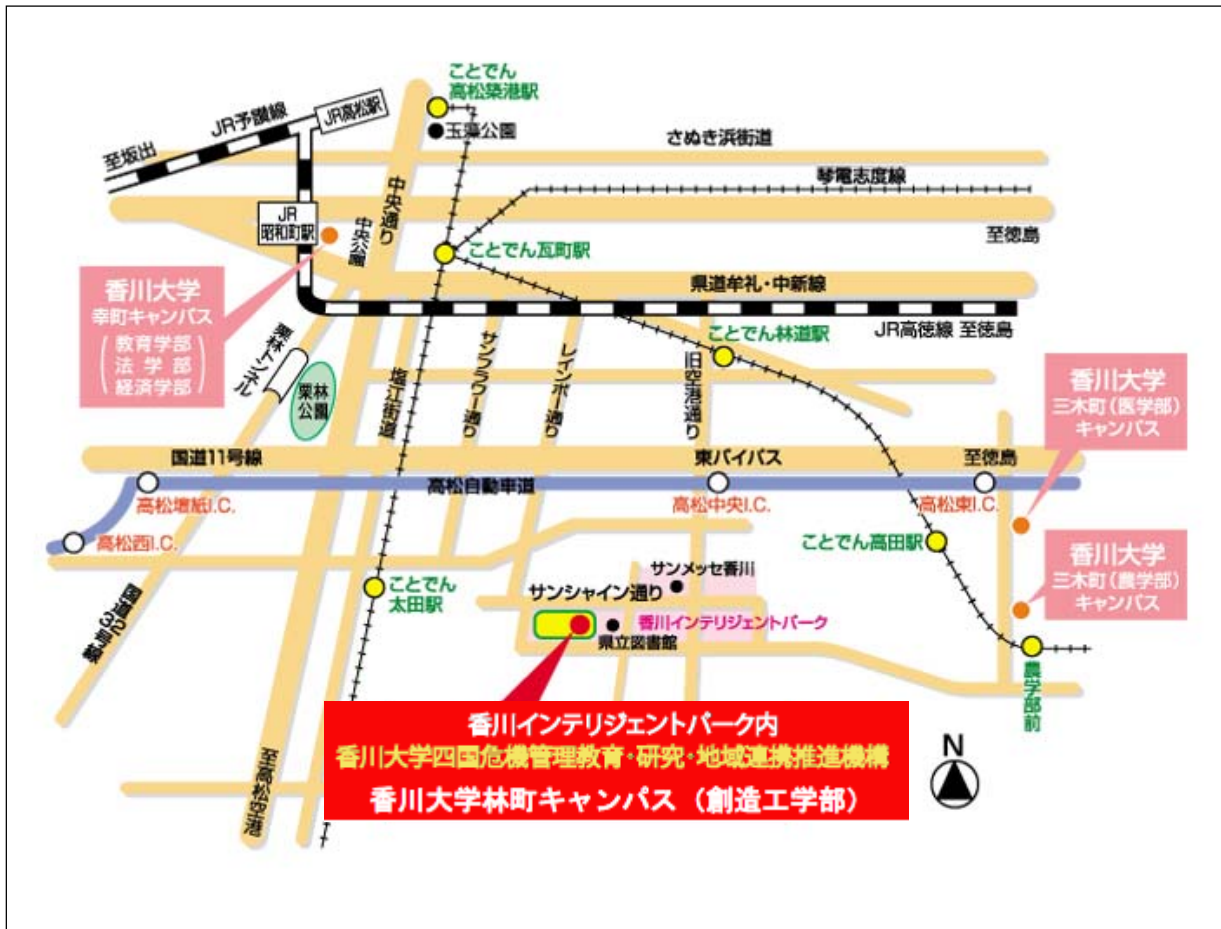 ことでん
高松築港駅
JR高松駅
JR予讃線
玉藻公園
さぬき浜街道
至坂出
琴電志度線
中央通り
JR
昭和町駅
中央公園
ことでん瓦町駅
至徳島
香川大学
幸町キャンパス
教育学部
法学部
経済学部
県道牟礼・中新線
JR高徳線 至徳島
ことでん林道駅
栗林トンネル
栗林
公園
塩江街道
サンフラワー通り
レインボー通り
旧空港通り
香川大学
三木町(医学部)
キャンパス
国道11号線
東バイパス
至徳島
高松自動車道
高松檀紙I.C.
高松中央I.C.
高松東I.C.
高松西I.C.
ことでん高田駅
香川大学
三木町(農学部)
キャンパス
国道32号線
ことでん
太田駅
サンメッセ香川
サンシャイン通り
香川インテリジェントパーク
県立図書館
農学部前
至高松空港
香川インテリジェントパーク内
香川大学四国危機管理教育・研究・地域連携推進機構
香川大学林町キャンパス(創造工学部)
N